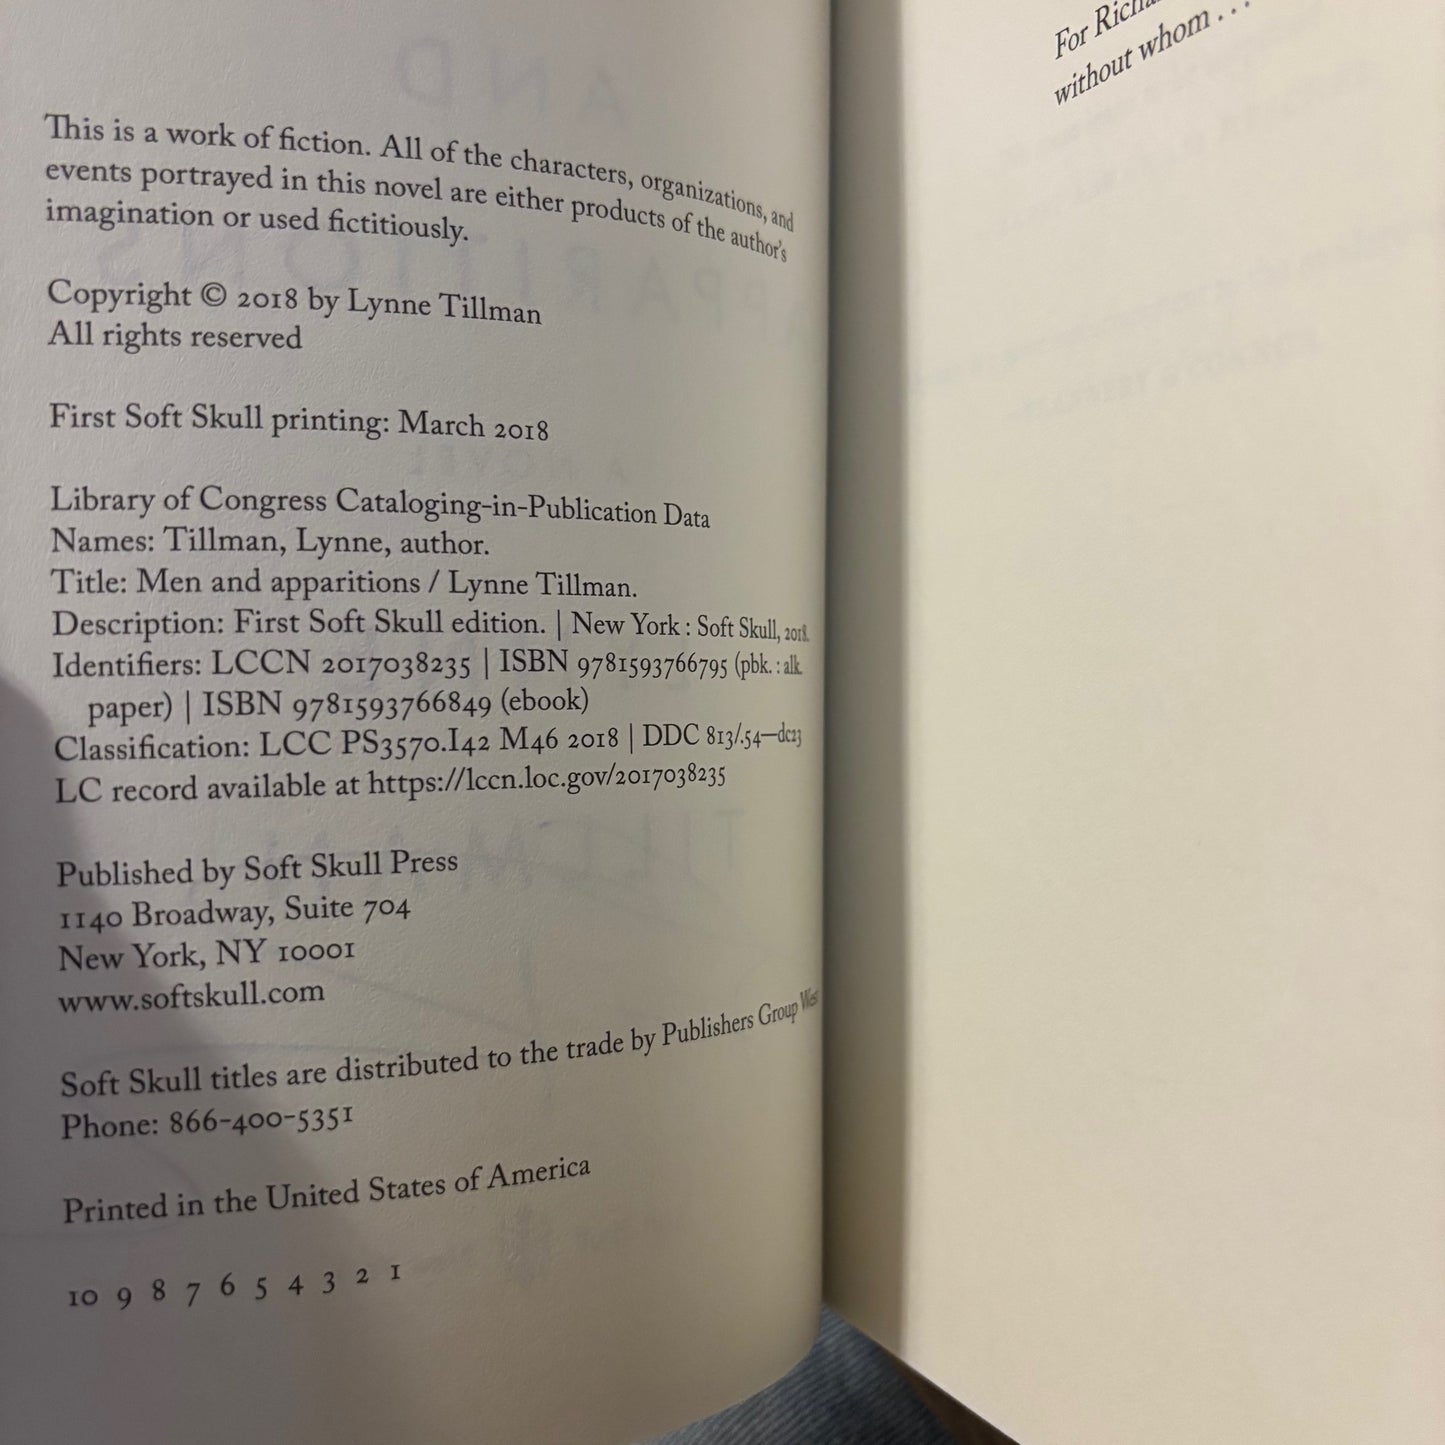 This is a work of fiction. All of the characters, organizations, and
events portrayed in this novel are either products of the author's
imagination or used fictitiously.
Copyright © 2018 by Lynne Tillman
All rights reserved
First Soft Skull printing: March 2018
Library of Congress Cataloging-in-Publication Data
Names: Tillman, Lynne, author.
Title: Men and apparitions / Lynne Tillman.
Description: First Soft Skull edition. | New York : Soft Skull, 2018.
Identifiers: LCCN 2017038235 | ISBN 9781593766795 (pbk. : alk.
paper) | ISBN 9781593766849 (ebook)
Classification: LCC PS3570.I42 M46 2018 | DDC 813/.54—dc23
LC record available at https://lccn.loc.gov/2017038235
Published by Soft Skull Press
1140 Broadway, Suite 704
New York, NY 10001
www.softskull.com
Soft Skull titles are distributed to the trade by Publishers Group West
Phone: 866-400-5351
Printed in the United States of America
10 9 8 7 6 5 4 3 2 1
For
without whom . . .